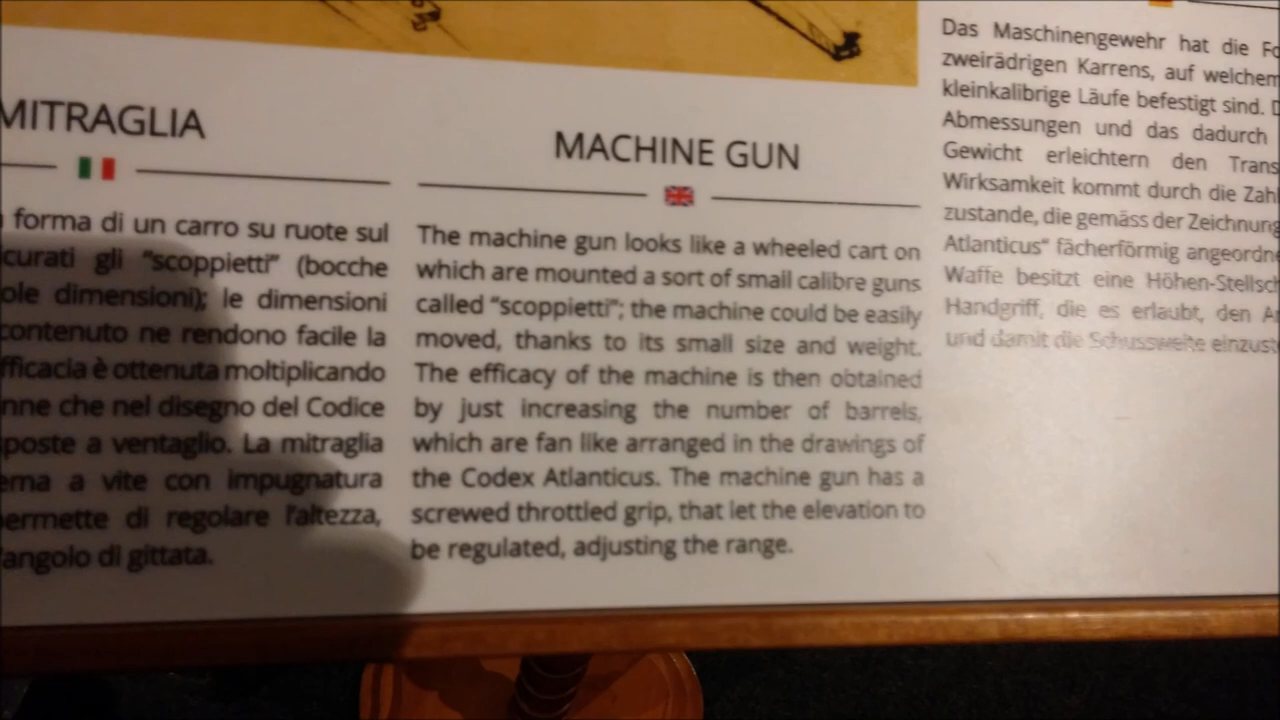 MITRAGLIA
forma di un carro su ruote sul
gli "scoppietti" (bocche
dimensioni); le dimensioni
contenuto ne rendono facile la
è ottenuta moltiplicando
che nel disegno del Codice
a ventaglio. La mitraglia
a vite con impugnatura
di regolare l'altezza,
l'angolo di gittata.
MACHINE GUN
The machine gun looks like a wheeled cart on
which are mounted a sort of small calibre guns
called "scoppietti"; the machine could be easily
moved, thanks to its small size and weight.
The efficacy of the machine is then obtained
by just increasing the number of barrels,
which are fan like arranged in the drawings of
the Codex Atlanticus. The machine gun has a
screwed throttled grip, that let the elevation to
be regulated, adjusting the range.
Das Maschinengewehr hat die Fo
zweirädrigen Karrens, auf welchem
kleinkalibrige Läufe befestigt sind. D
Abmessungen und das dadurch
Gewicht erleichtern den Trans
Wirksamkeit kommt durch die Zahl
zustande, die gemäss der Zeichnung
Atlanticus" fächerförmig angeordne
Waffe besitzt eine Höhen-Stellsch
Handgriff, die es erlaubt, den A
und damit die Schussweite einzust